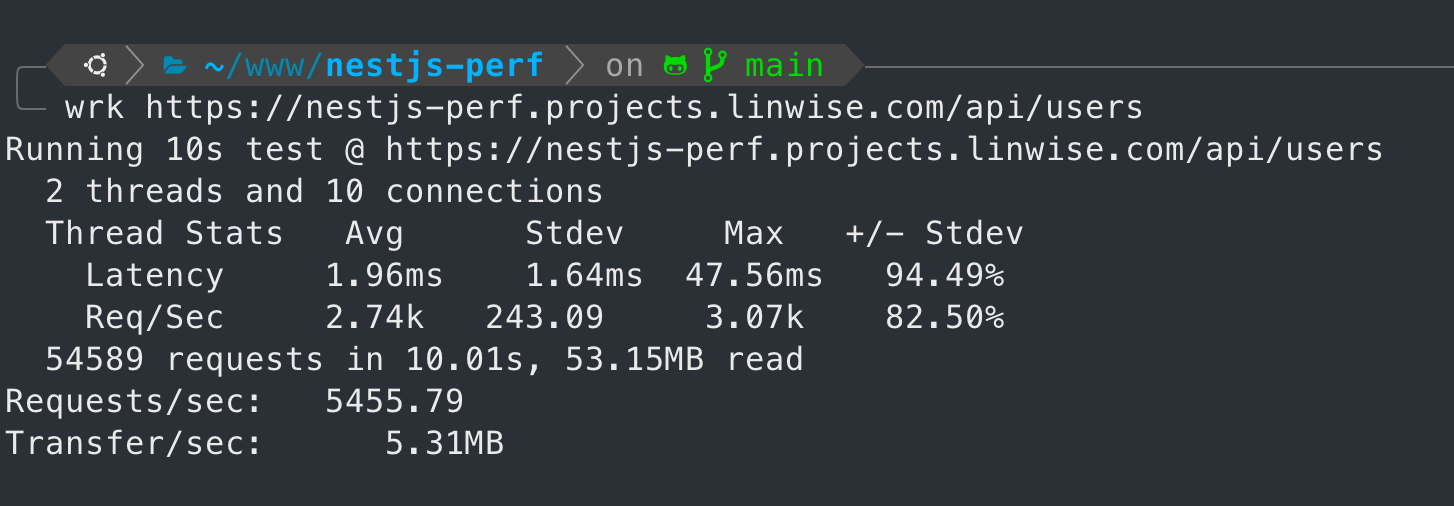 ~/www/nestjs-perf on main
wrk https://nestjs-perf.projects.linwise.com/api/users
Running 10s test @ https://nestjs-perf.projects.linwise.com/api/users
  2 threads and 10 connections
  Thread Stats   Avg      Stdev     Max   +/- Stdev
    Latency     1.96ms    1.64ms  47.56ms   94.49%
    Req/Sec     2.74k   243.09     3.07k    82.50%
  54589 requests in 10.01s, 53.15MB read
Requests/sec:   5455.79
Transfer/sec:      5.31MB